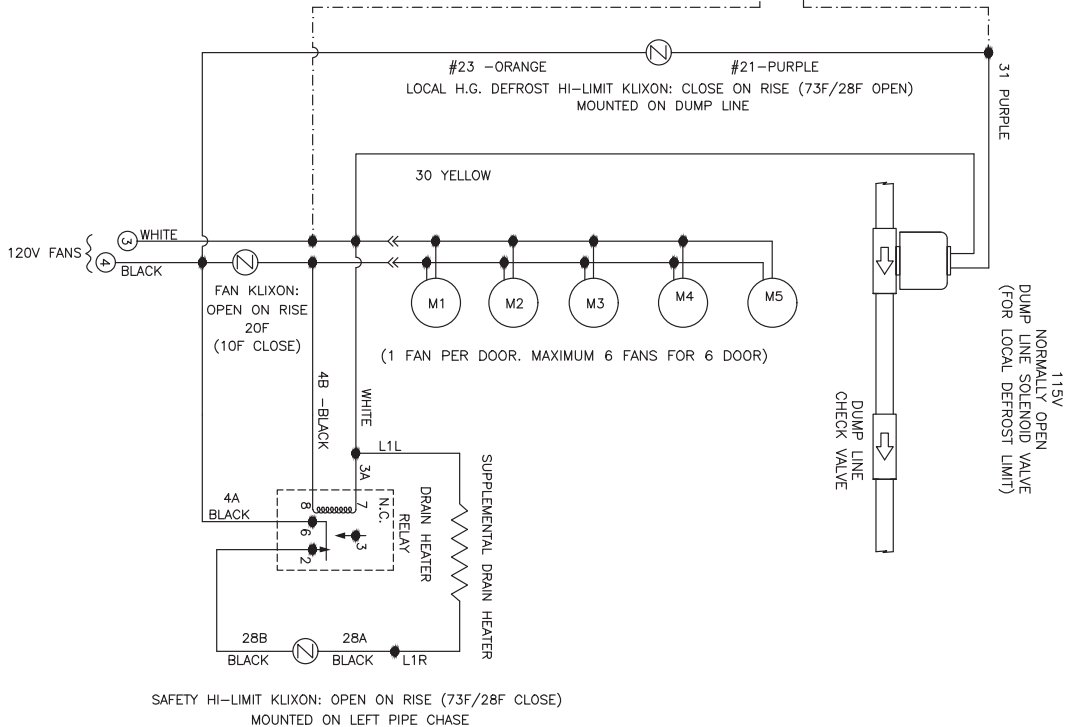 #23 -ORANGE
#21-PURPLE
LOCAL H.G. DEFROST HI-LIMIT KLIXON: CLOSE ON RISE (73F/28F OPEN)
MOUNTED ON DUMP LINE
31 PURPLE
30 YELLOW
120V FANS
3
WHITE
4
BLACK
FAN KLIXON:
OPEN ON RISE
20F
(10F CLOSE)
M1
M2
M3
M4
M5
(1 FAN PER DOOR. MAXIMUM 6 FANS FOR 6 DOOR)
115V
NORMALLY OPEN
DUMP LINE SOLENOID VALVE
(FOR LOCAL DEFROST LIMIT)
DUMP LINE
CHECK VALVE
4B -BLACK
WHITE
L1L
3A
SUPPLEMENTAL DRAIN HEATER
DRAIN HEATER
RELAY
N.C.
4A
BLACK
8
7
6
3
2
28B
BLACK
28A
BLACK
L1R
SAFETY HI-LIMIT KLIXON: OPEN ON RISE (73F/28F CLOSE)
MOUNTED ON LEFT PIPE CHASE